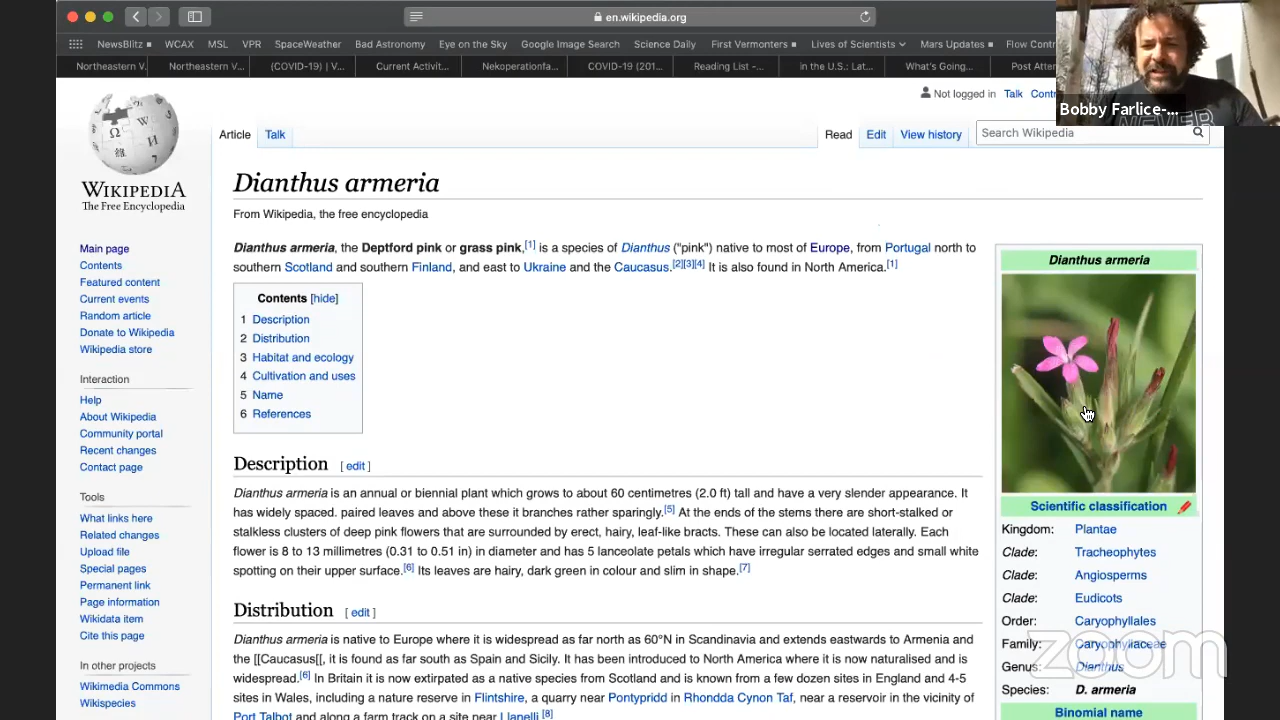 en.wikipedia.org
NewsBlitz WCAX MSL VPR SpaceWeather Bad Astronomy Eye on the Sky Google Image Search Science Daily First Vermonters Lives of Scientists Mars Updates Flow Contr
Northeastern V. Northeastern V... (COVID-19) | V... Current Activit... Nekoperationfa... COVID-19 (201... Reading List -... in the U.S.: Lat... What's Going... Post Atten
Bobby Farlice-...
NEVER
Not logged in Talk Contr
Article Talk Read Edit View history Search Wikipedia
WIKIPEDIA
The Free Encyclopedia
Main page
Contents
Featured content
Current events
Random article
Donate to Wikipedia
Wikipedia store
Interaction
Help
About Wikipedia
Community portal
Recent changes
Contact page
Tools
What links here
Related changes
Upload file
Special pages
Permanent link
Page information
Wikidata item
Cite this page
In other projects
Wikimedia Commons
Wikispecies
Dianthus armeria
From Wikipedia, the free encyclopedia
Dianthus armeria, the Deptford pink or grass pink,[1] is a species of Dianthus ("pink") native to most of Europe, from Portugal north to
southern Scotland and southern Finland, and east to Ukraine and the Caucasus.[2][3][4] It is also found in North America.[1]
Contents [hide]
1 Description
2 Distribution
3 Habitat and ecology
4 Cultivation and uses
5 Name
6 References
Description [ edit ]
Dianthus armeria is an annual or biennial plant which grows to about 60 centimetres (2.0 ft) tall and have a very slender appearance. It
has widely spaced. paired leaves and above these it branches rather sparingly.[5] At the ends of the stems there are short-stalked or
stalkless clusters of deep pink flowers that are surrounded by erect, hairy, leaf-like bracts. These can also be located laterally. Each
flower is 8 to 13 millimetres (0.31 to 0.51 in) in diameter and has 5 lanceolate petals which have irregular serrated edges and small white
spotting on their upper surface.[6] Its leaves are hairy, dark green in colour and slim in shape.[7]
Distribution [ edit ]
Dianthus armeria is native to Europe where it is widespread as far north as 60°N in Scandinavia and extends eastwards to Armenia and
the [[Caucasus[[, it is found as far south as Spain and Sicily. It has been introduced to North America where it is now naturalised and is
widespread.[6] In Britain it is now extirpated as a native species from Scotland and is known from a few dozen sites in England and 4-5
sites in Wales, including a nature reserve in Flintshire, a quarry near Pontypridd in Rhondda Cynon Taf, near a reservoir in the vicinity of
Port Talbot and along a farm track on a site near Llanelli.[8]
Dianthus armeria
Scientific classification
Kingdom: Plantae
Clade: Tracheophytes
Clade: Angiosperms
Clade: Eudicots
Order: Caryophyllales
Family: Caryophyllaceae
Genus: Dianthus
Species: D. armeria
Binomial name
zoom